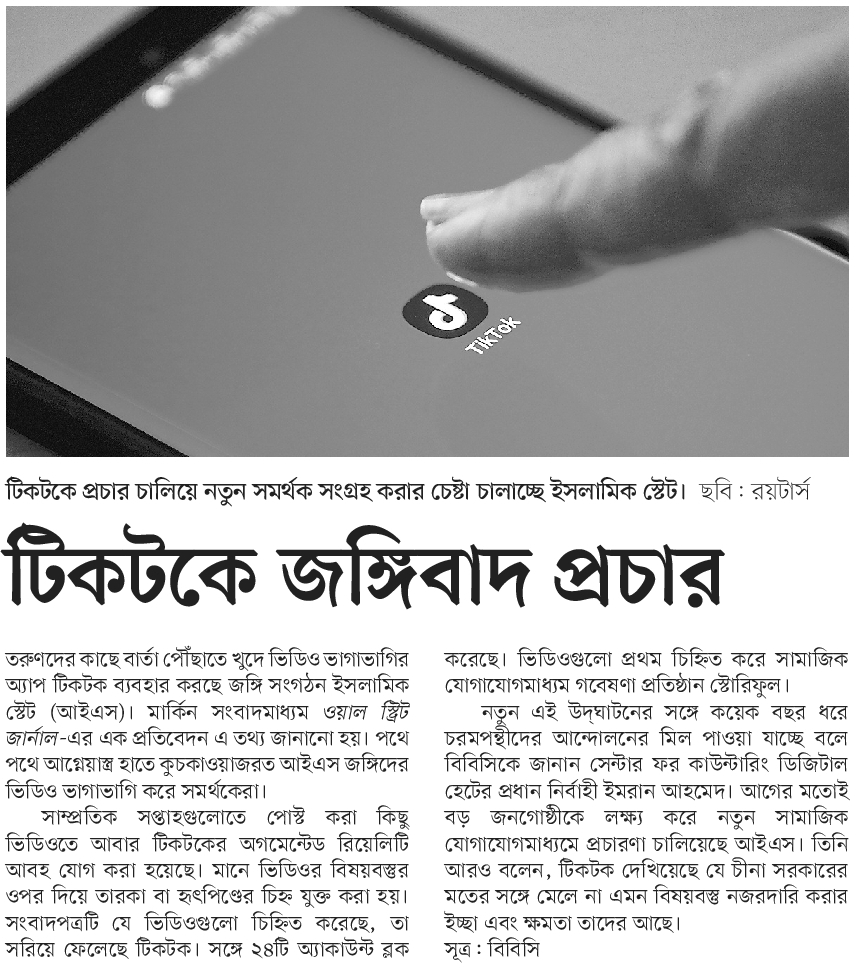 TikTok
টিকটকে প্রচার চালিয়ে নতুন সমর্থক সংগ্রহ করার চেষ্টা চালাচ্ছে ইসলামিক স্টেট। ছবি : রয়টার্স
টিকটকে জঙ্গিবাদ প্রচার
তরুণদের কাছে বার্তা পৌঁছাতে খুদে ভিডিও ভাগাভাগির
অ্যাপ টিকটক ব্যবহার করছে জঙ্গি সংগঠন ইসলামিক
স্টেট (আইএস)। মার্কিন সংবাদমাধ্যম ওয়াল স্ট্রিট
জার্নাল-এর এক প্রতিবেদন এ তথ্য জানানো হয়। পথে
পথে আগ্নেয়াস্ত্র হাতে কুচকাওয়াজরত আইএস জঙ্গিদের
ভিডিও ভাগাভাগি করে সমর্থকেরা।
সাম্প্রতিক সপ্তাহগুলোতে পোস্ট করা কিছু
ভিডিওতে আবার টিকটকের অগমেন্টেড রিয়েলিটি
আবহ যোগ করা হয়েছে। মানে ভিডিওর বিষয়বস্তুর
ওপর দিয়ে তারকা বা হৃৎপিণ্ডের চিহ্ন যুক্ত করা হয়।
সংবাদপত্রটি যে ভিডিওগুলো চিহ্নিত করেছে, তা
সরিয়ে ফেলেছে টিকটক। সঙ্গে ২৪টি অ্যাকাউন্ট ব্লক
করেছে। ভিডিওগুলো প্রথম চিহ্নিত করে সামাজিক
যোগাযোগমাধ্যম গবেষণা প্রতিষ্ঠান স্টোরিফুল।
নতুন এই উদ্‌ঘাটনের সঙ্গে কয়েক বছর ধরে
চরমপন্থীদের আন্দোলনের মিল পাওয়া যাচ্ছে বলে
বিবিসিকে জানান সেন্টার ফর কাউন্টারিং ডিজিটাল
হেটের প্রধান নির্বাহী ইমরান আহমেদ। আগের মতোই
বড় জনগোষ্ঠীকে লক্ষ্য করে নতুন সামাজিক
যোগাযোগমাধ্যমে প্রচারণা চালিয়েছে আইএস। তিনি
আরও বলেন, টিকটক দেখিয়েছে যে চীনা সরকারের
মতের সঙ্গে মেলে না এমন বিষয়বস্তু নজরদারি করার
ইচ্ছা এবং ক্ষমতা তাদের আছে।
সূত্র : বিবিসি